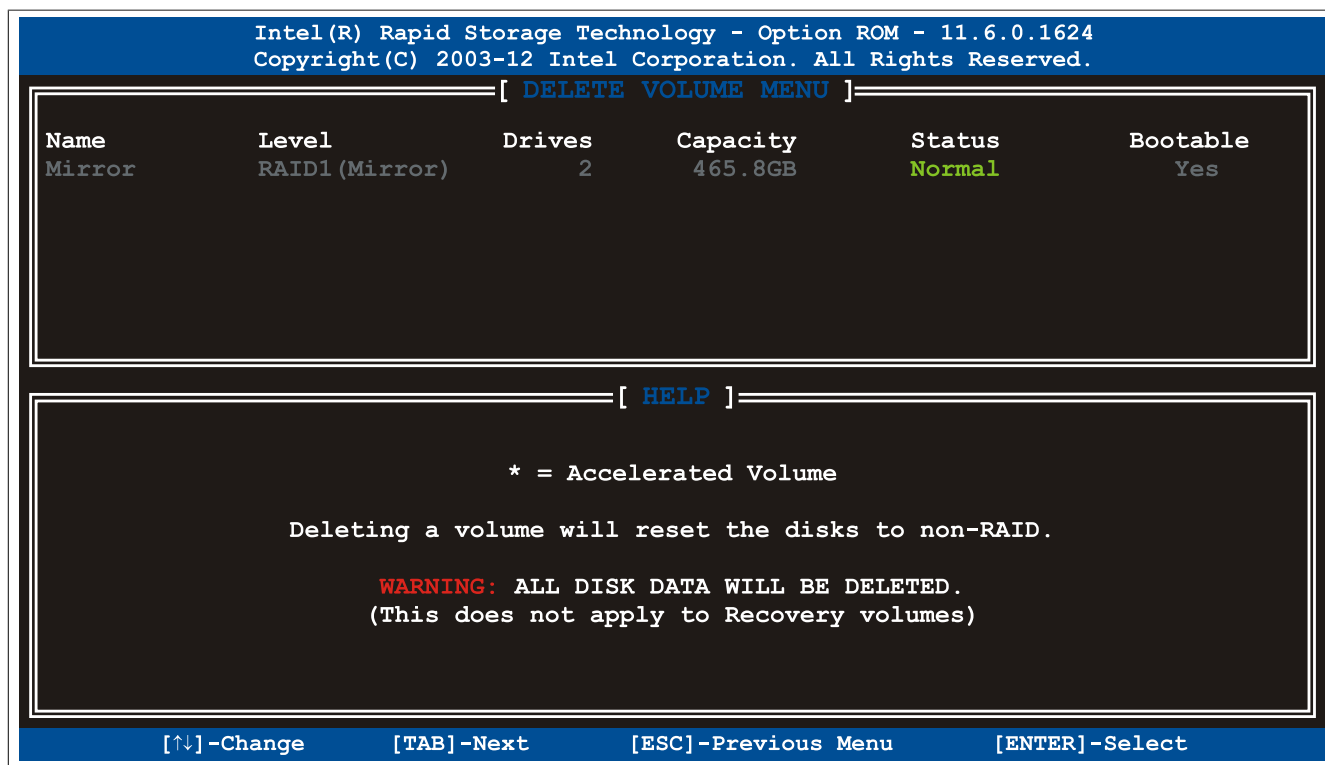 Intel(R) Rapid Storage Technology - Option ROM - 11.6.0.1624
Copyright(C) 2003-12 Intel Corporation. All Rights Reserved.
[ DELETE VOLUME MENU ]
Name Level Drives Capacity Status Bootable
Mirror RAID1(Mirror) 2 465.8GB Normal Yes
[ HELP ]
* = Accelerated Volume
Deleting a volume will reset the disks to non-RAID.
WARNING: ALL DISK DATA WILL BE DELETED.
(This does not apply to Recovery volumes)
[↑↓]-Change [TAB]-Next [ESC]-Previous Menu [ENTER]-Select